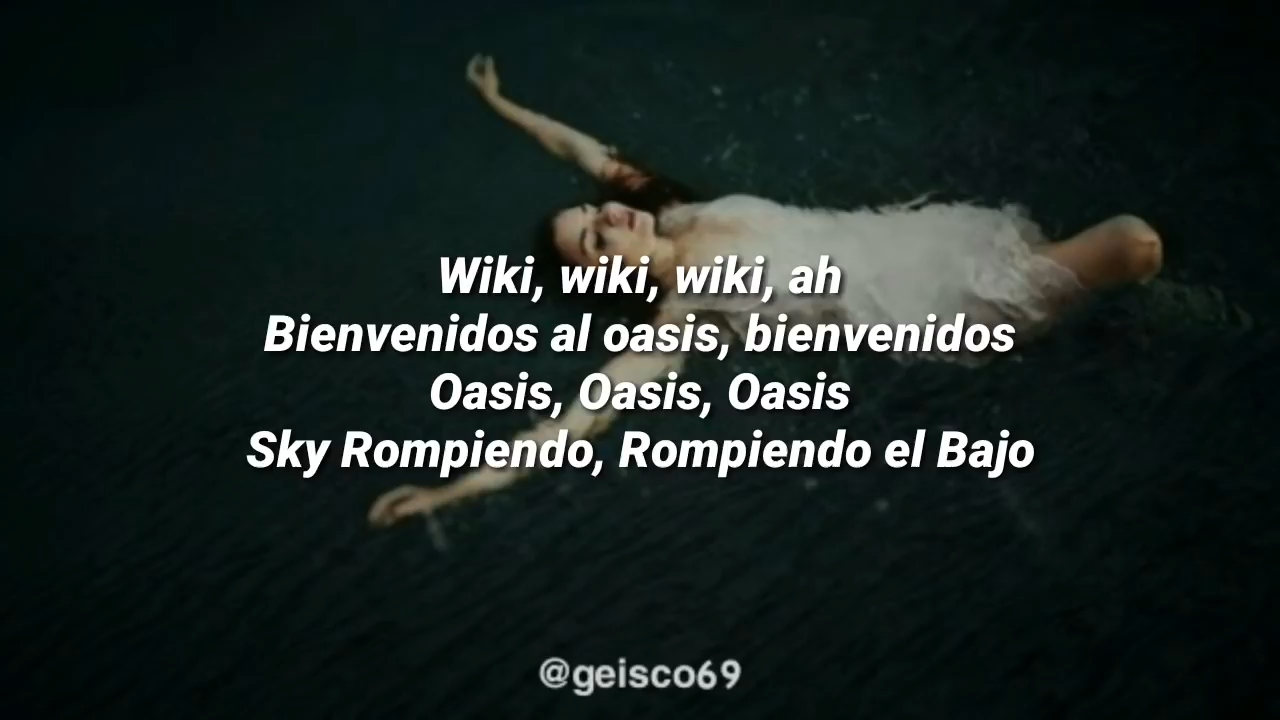 Wiki, wiki, wiki, ah
Bienvenidos al oasis, bienvenidos
Oasis, Oasis, Oasis
Sky Rompiendo, Rompiendo el Bajo
@geisco69